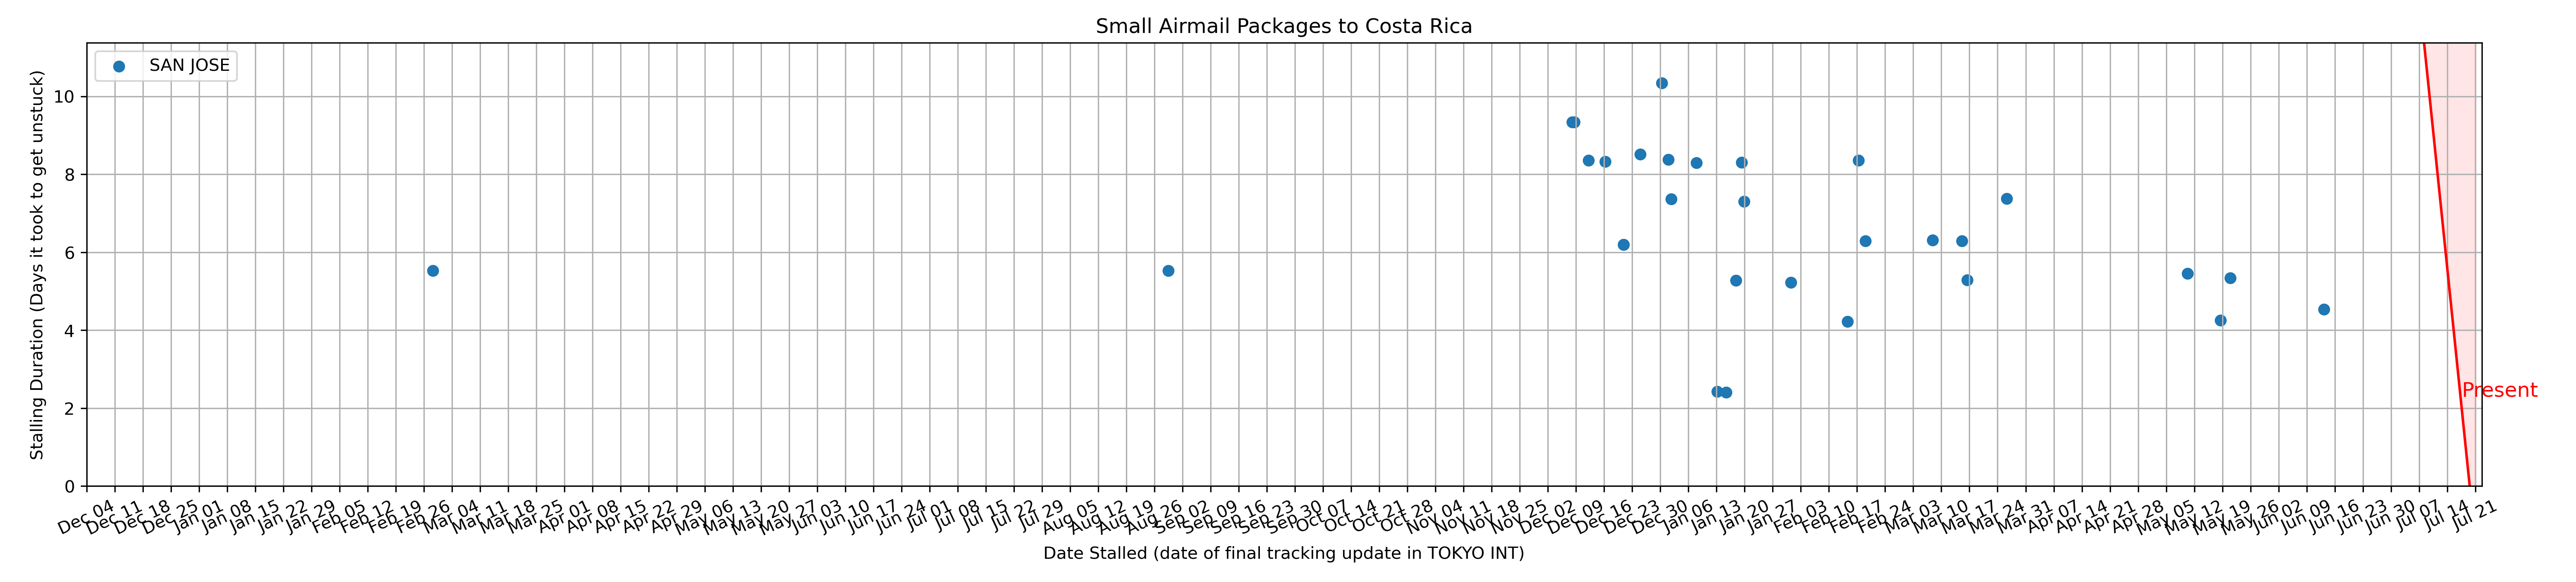 Small Airmail Packages to Costa Rica
SAN JOSE
Stalling Duration (Days it took to get unstuck)
10
8
6
4
2
0
Present
Dec 04 Dec 11 Dec 18 Dec 25 Jan 01 Jan 08 Jan 15 Jan 22 Jan 29 Feb 05 Feb 12 Feb 19 Feb 26 Mar 04 Mar 11 Mar 18 Mar 25 Apr 01 Apr 08 Apr 15 Apr 22 Apr 29 May 06 May 13 May 20 May 27 Jun 03 Jun 10 Jun 17 Jun 24 Jul 01 Jul 08 Jul 15 Jul 22 Jul 29 Aug 05 Aug 12 Aug 19 Aug 26 Sep 02 Sep 09 Sep 16 Sep 23 Sep 30 Oct 07 Oct 14 Oct 21 Oct 28 Nov 04 Nov 11 Nov 18 Nov 25 Dec 02 Dec 09 Dec 16 Dec 23 Dec 30 Jan 06 Jan 13 Jan 20 Jan 27 Feb 03 Feb 10 Feb 17 Feb 24 Mar 03 Mar 10 Mar 17 Mar 24 Mar 31 Apr 07 Apr 14 Apr 21 Apr 28 May 05 May 12 May 19 May 26 Jun 02 Jun 09 Jun 16 Jun 23 Jun 30 Jul 07 Jul 14 Jul 21
Date Stalled (date of final tracking update in TOKYO INT)